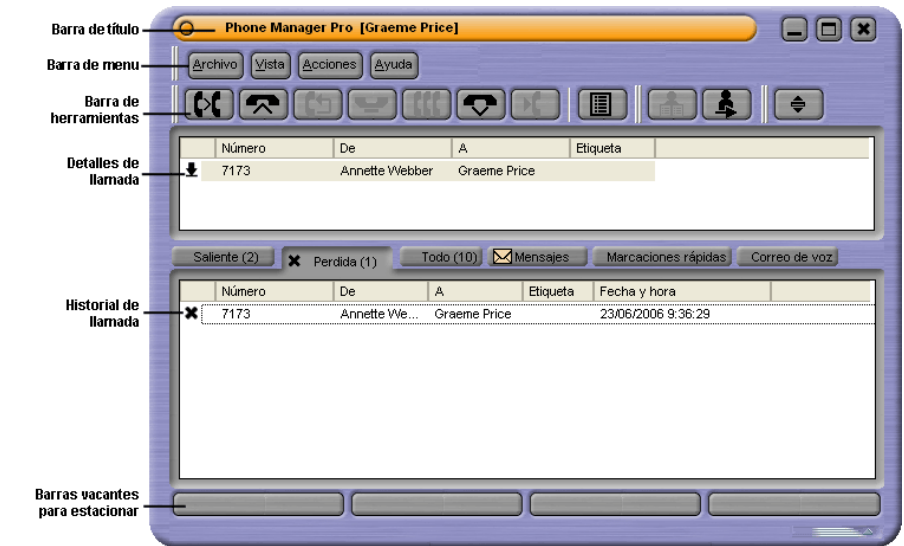 Barra de título
Phone Manager Pro [Graeme Price]
Barra de menu
Archivo Vista Acciones Ayuda
Barra de
herramientas
Número De A Etiqueta
Detalles de
llamada
7173 Annette Webber Graeme Price
Saliente (2) Perdida (1) Todo (10) Mensajes Marcaciones rápidas Correo de voz
Número De A Etiqueta Fecha y hora
Historial de
llamada
7173 Annette We... Graeme Price 23/06/2006 9:36:29
Barras vacantes
para estacionar